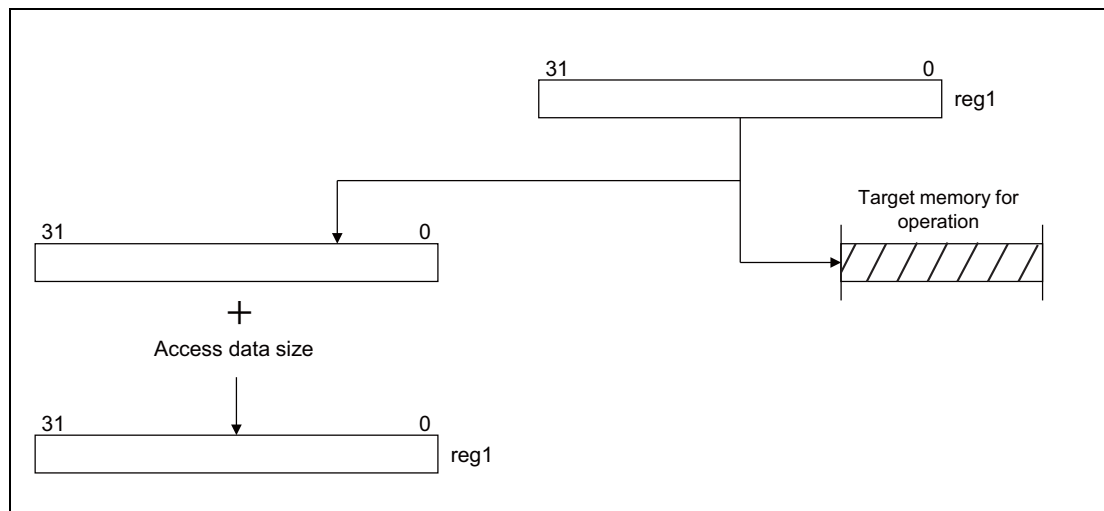 31 0
reg1
Target memory for
operation
31 0
+
Access data size
31 0
reg1